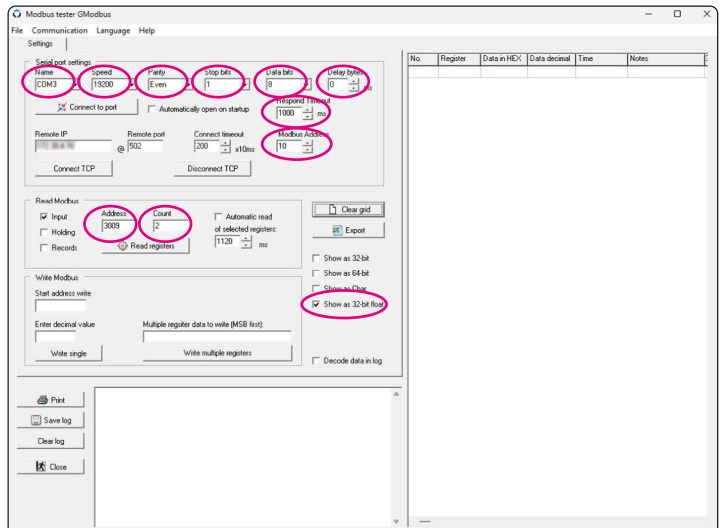 Modbus tester GModbus
File Communication Language Help
Settings
Serial port settings
Name Speed Parity Stop bits Data bits Delay bytes
COM3 19200 Even 1 8 0 ms
Connect to port
Automatically open on startup
Respond Timeout
1000 ms
Remote IP Remote port Connect timeout Modbus Address
@ 502 200 x10ms 10
Connect TCP Disconnect TCP
Read Modbus
Input
Holding
Records
Address Count
3009 2
Read registers
Automatic read
of selected registers:
1120 ms
Clear grid
Export
Show as 32-bit
Show as 64-bit
Show as Char
Show as 32-bit float
Decode data in log
Write Modbus
Start address write
Enter decimal value Multiple regsiter data to write (MSB first):
Write single Write multiple registers
Print
Save log
Clear log
Close
No. Register Data in HEX Data decimal Time Notes